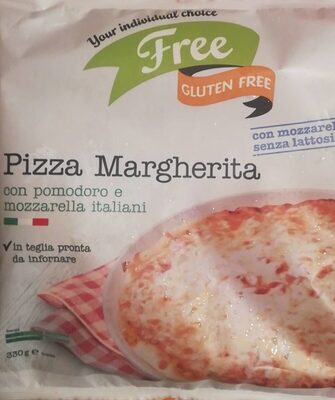 Your individual choice
Free
GLUTEN FREE
con mozzarel
senza lattosi
Pizza Margherita
con pomodoro e
mozzarella italiani
in teglia pronta
da infornare
330g e